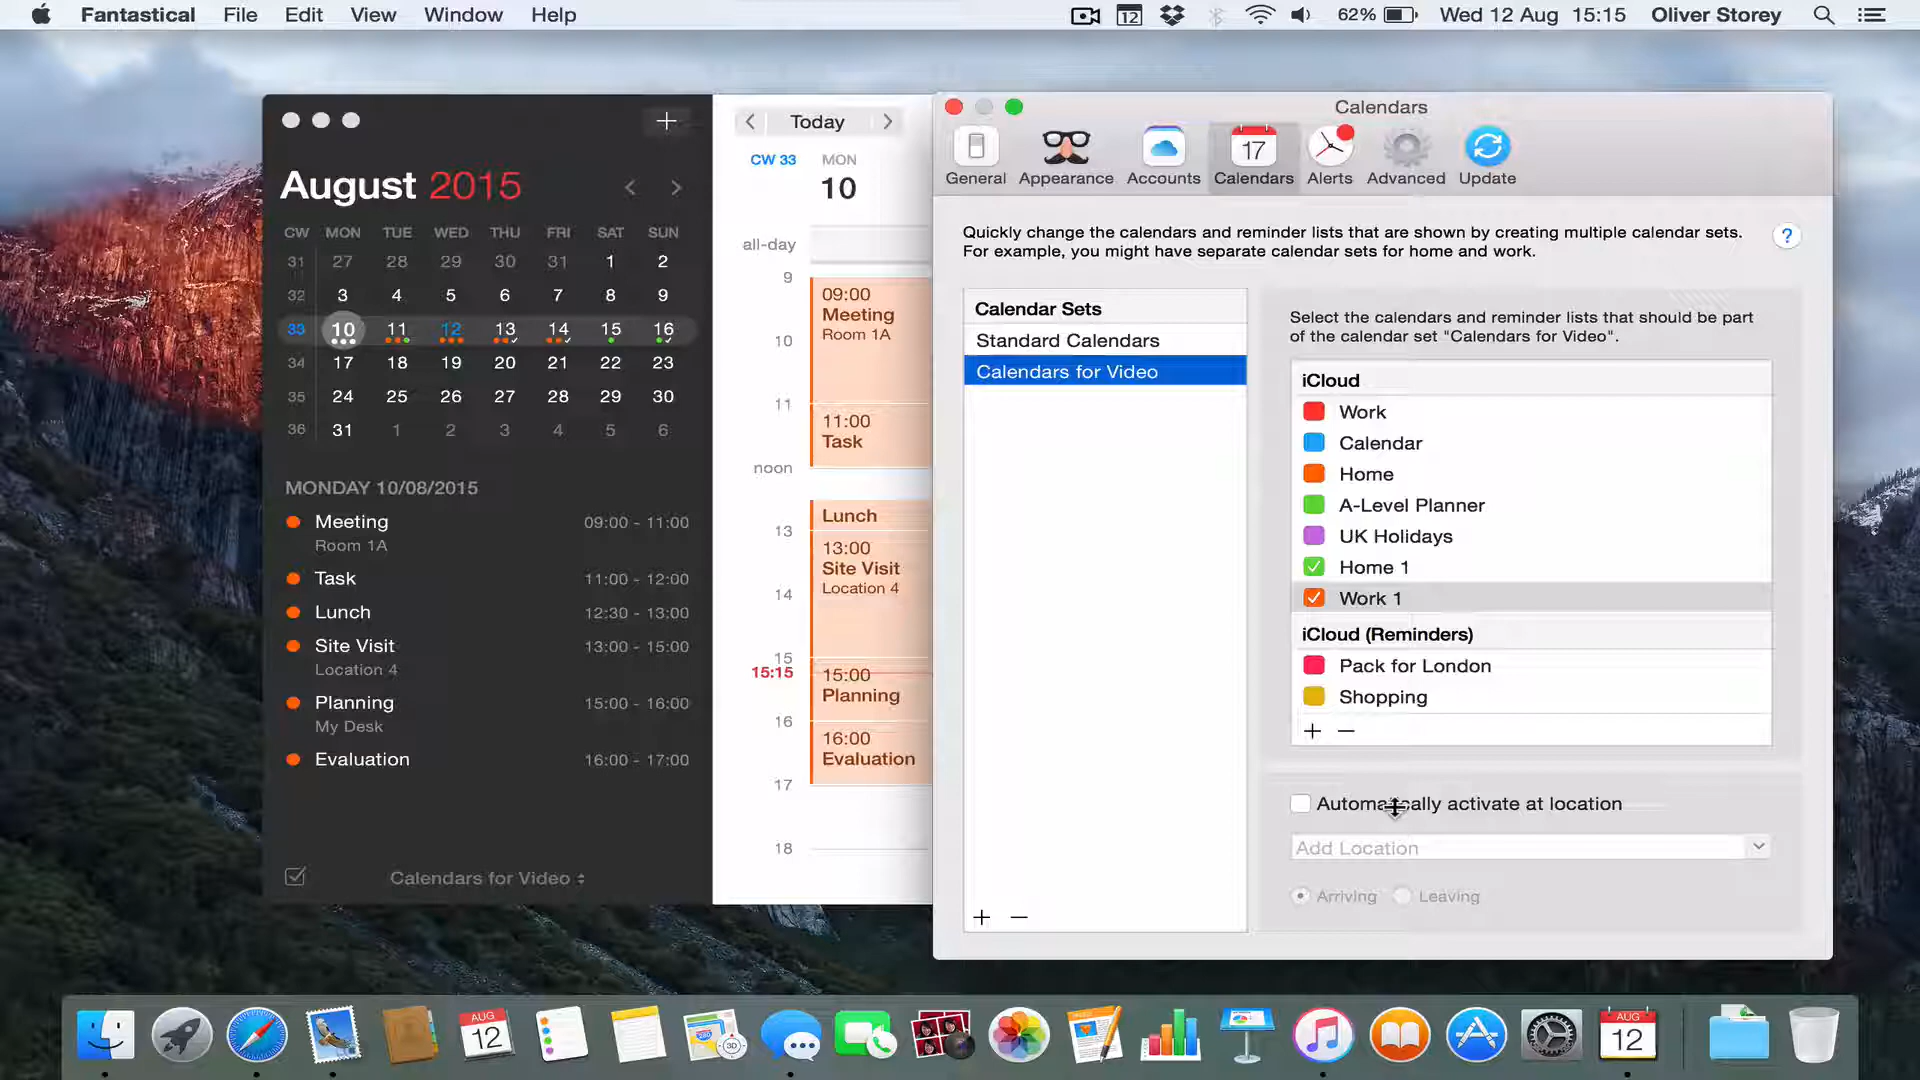 Fantastical File Edit View Window Help
12 62% Wed 12 Aug 15:15 Oliver Storey
August 2015
CW MON TUE WED THU FRI SAT SUN
31 27 28 29 30 31 1 2
32 3 4 5 6 7 8 9
33 10 11 12 13 14 15 16
34 17 18 19 20 21 22 23
35 24 25 26 27 28 29 30
36 31 1 2 3 4 5 6
MONDAY 10/08/2015
Meeting 09:00 - 11:00
Room 1A
Task 11:00 - 12:00
Lunch 12:30 - 13:00
Site Visit 13:00 - 15:00
Location 4
Planning 15:00 - 16:00
My Desk
Evaluation 16:00 - 17:00
Calendars for Video
Today
CW 33 MON
10
all-day
9
09:00
Meeting
Room 1A
10
11
11:00
Task
noon
Lunch
13
13:00
Site Visit
Location 4
14
15
15:15
15:00
Planning
16
16:00
Evaluation
17
18
Calendars
17
General Appearance Accounts Calendars Alerts Advanced Update
Quickly change the calendars and reminder lists that are shown by creating multiple calendar sets.
For example, you might have separate calendar sets for home and work.
?
Calendar Sets
Standard Calendars
Calendars for Video
Select the calendars and reminder lists that should be part
of the calendar set "Calendars for Video".
iCloud
Work
Calendar
Home
A-Level Planner
UK Holidays
Home 1
Work 1
iCloud (Reminders)
Pack for London
Shopping
Automatically activate at location
Add Location
Arriving Leaving
AUG
12
3D
AUG
12